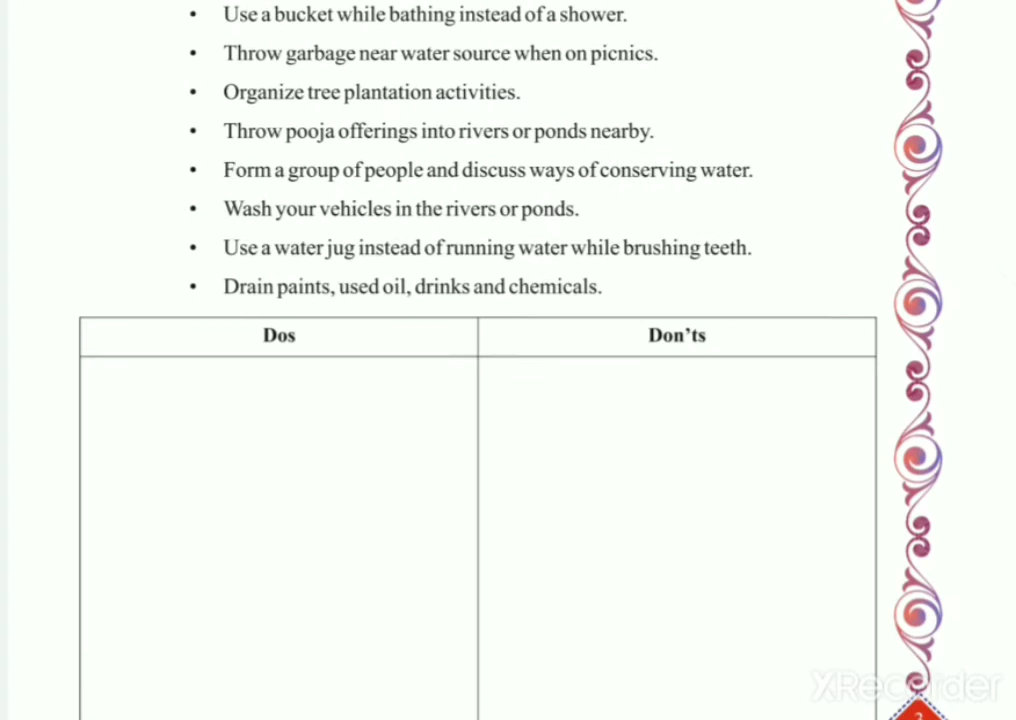 • Use a bucket while bathing instead of a shower.
• Throw garbage near water source when on picnics.
• Organize tree plantation activities.
• Throw pooja offerings into rivers or ponds nearby.
• Form a group of people and discuss ways of conserving water.
• Wash your vehicles in the rivers or ponds.
• Use a water jug instead of running water while brushing teeth.
• Drain paints, used oil, drinks and chemicals.
Dos Don’ts
XRecorder